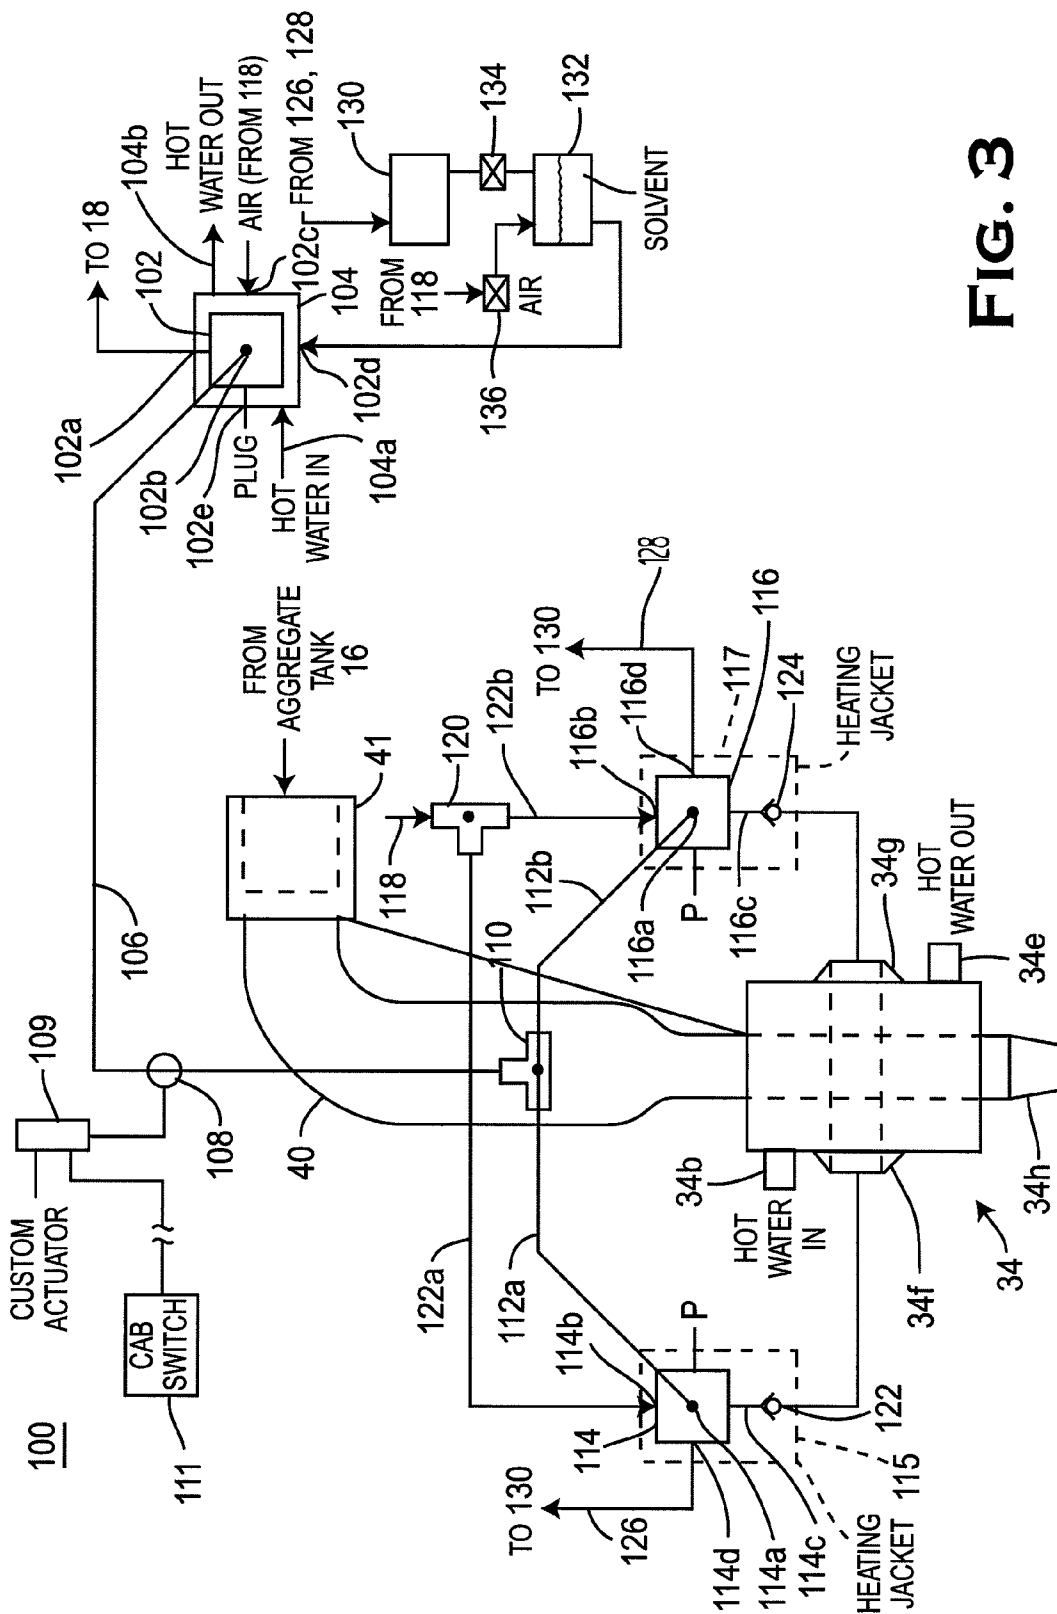 100
CUSTOM
ACTUATOR
109
CAB
SWITCH
111
108
106
40
FROM
AGGREGATE
TANK
16
41
118
120
122a
122b
110
112a
112b
TO 18
102a
102
104b
HOT
WATER OUT
AIR (FROM 118)
102c
FROM 126, 128
104
102b
102e
PLUG
HOT
WATER IN
104a
102d
130
134
132
FROM
118
AIR
136
SOLVENT
TO 130
126
114
114b
P
114d
114a
114c
122
115
HEATING
JACKET
TO 130
128
116b
116d
117
116
124
HEATING
JACKET
P
116a
116c
34b
HOT
WATER
IN
34f
34
34h
34g
HOT
WATER OUT
34e
FIG. 3